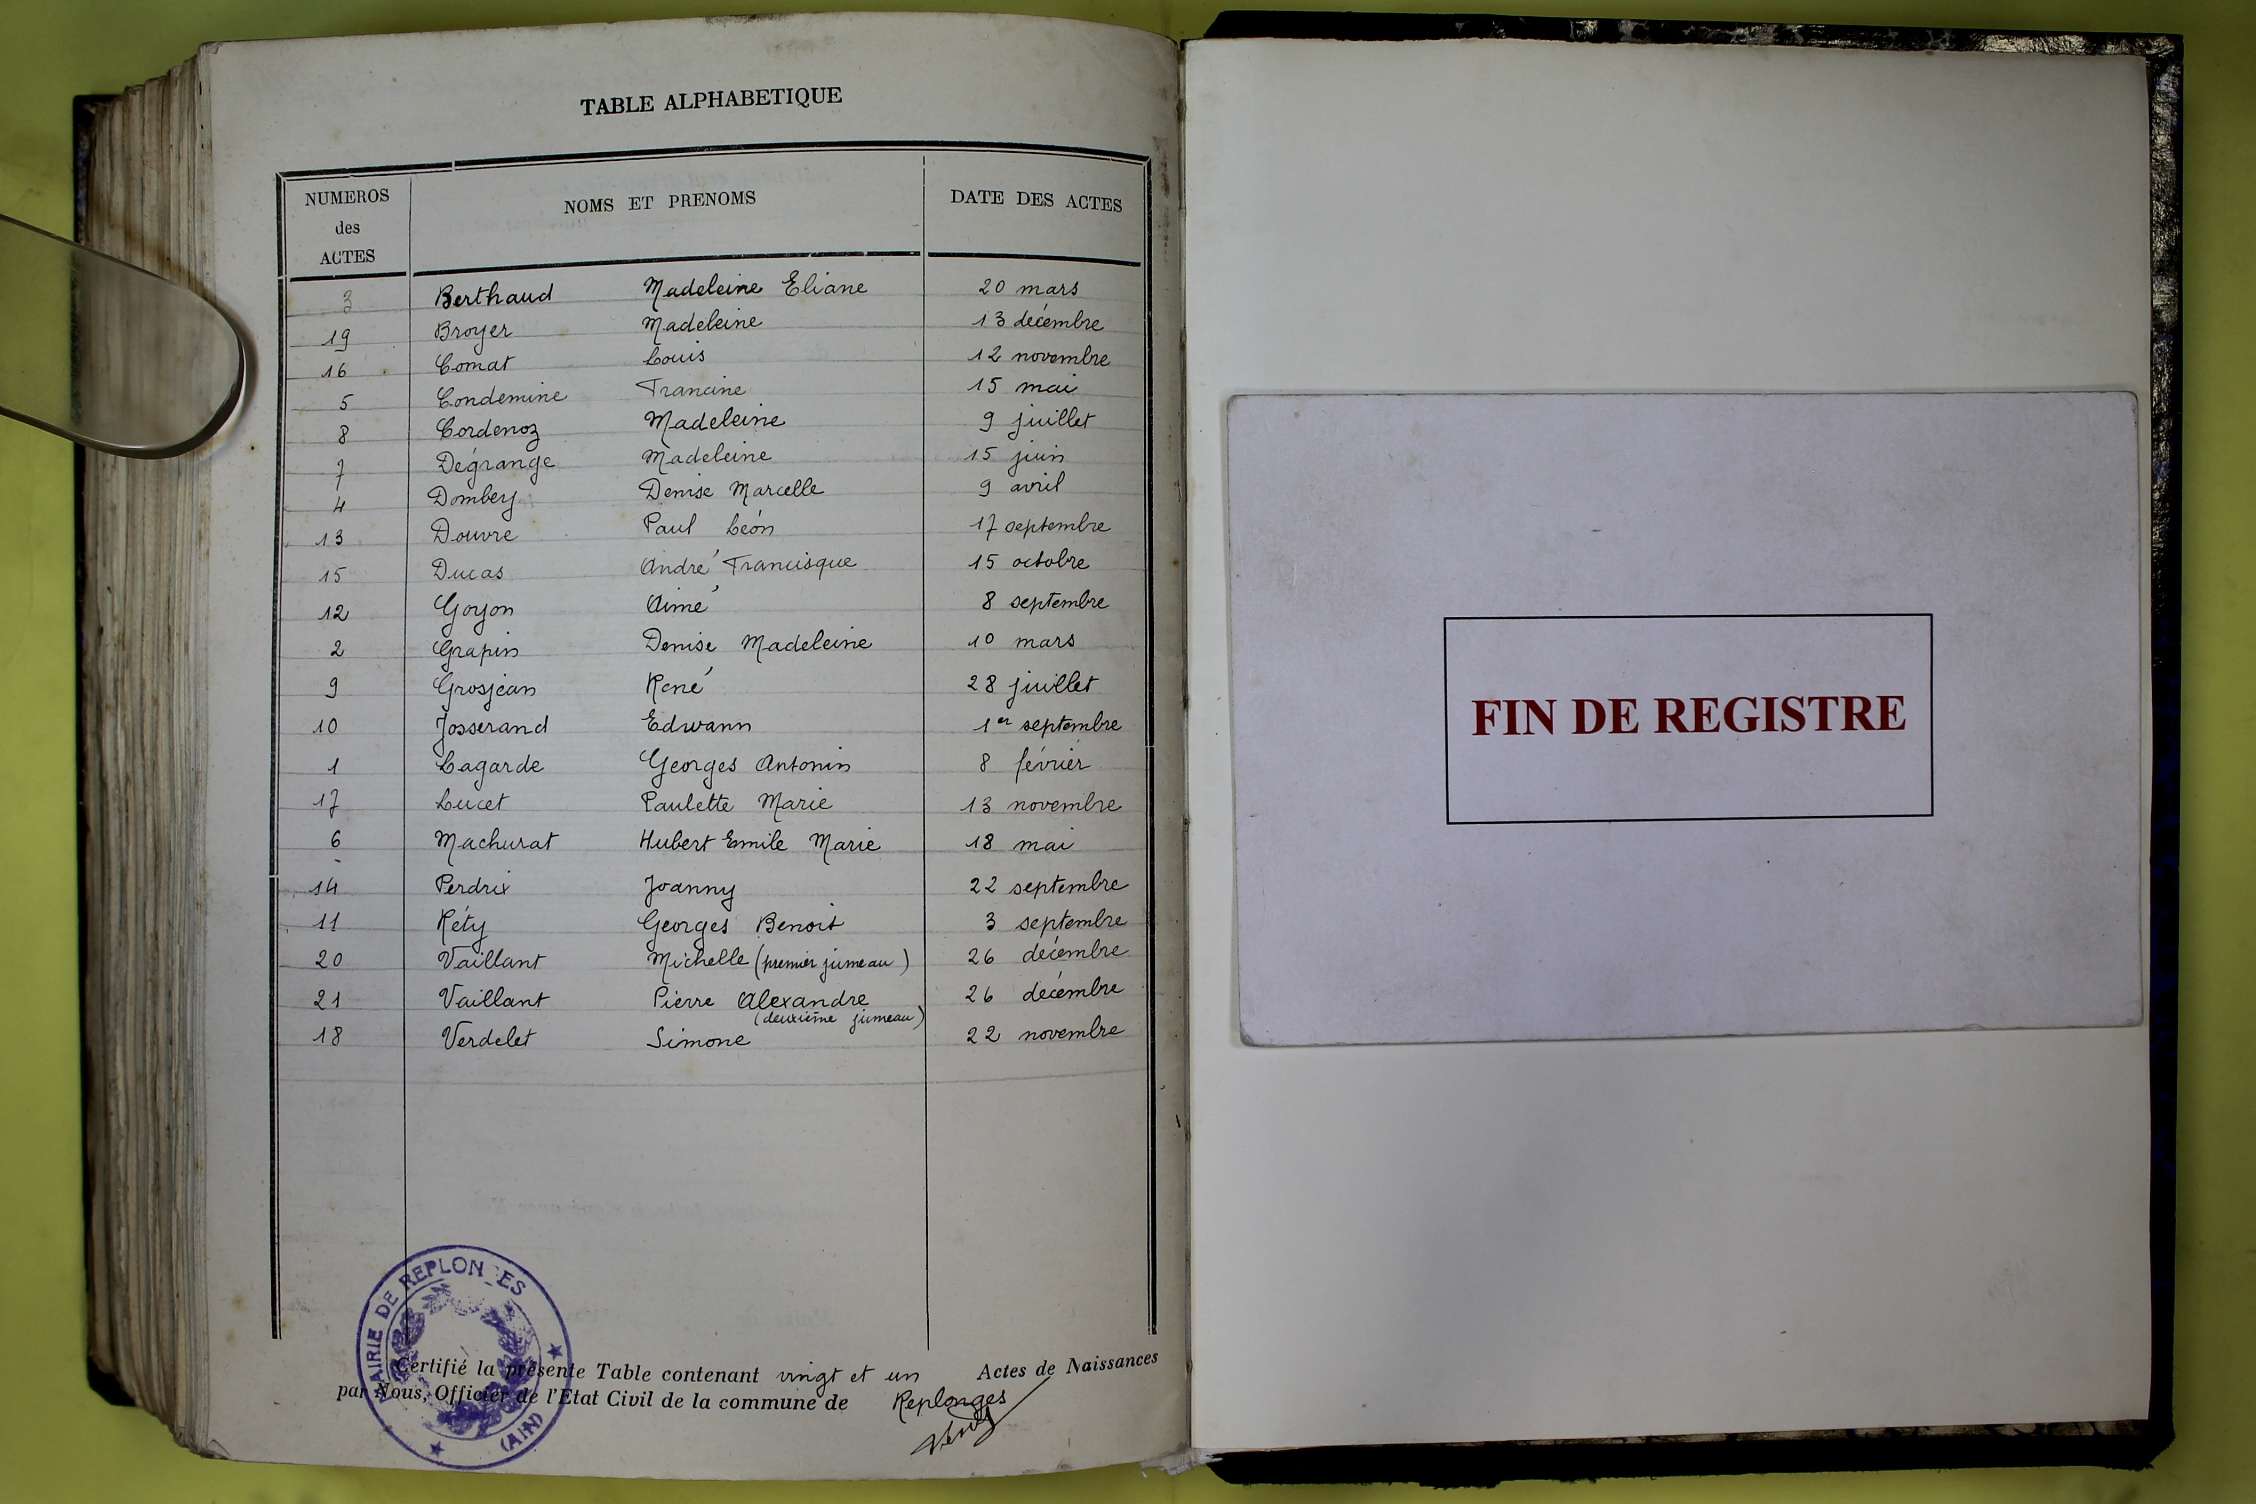 TABLE ALPHABETIQUE
NUMEROS des ACTES NOMS ET PRENOMS DATE DES ACTES
3 Berthaud Madeleine Eliane 20 mars
19 Broyer Madeleine 13 décembre
16 Comat Louis 12 novembre
5 Condemine Francine 15 mai
8 Cordenoz Madeleine 9 juillet
7 Dégrange Madeleine 15 juin
4 Dombey Denise Marcelle 9 avril
13 Douvre Paul Léon 17 septembre
15 Ducas André Francisque 15 octobre
12 Goyon Aimé 8 septembre
2 Grapin Denise Madeleine 10 mars
9 Grosjean René 28 juillet
10 Josserand Edwann 1er septembre
1 Lagarde Georges Antonin 8 février
17 Lucet Paulette Marie 13 novembre
6 Machurat Hubert Emile Marie 18 mai
14 Perdrix Joanny 22 septembre
11 Réty Georges Benoit 3 septembre
20 Vaillant Michelle (premier jumeau) 26 décembre
21 Vaillant Pierre Alexandre 26 décembre
(deuxième jumeau)
18 Verdelet Simone 22 novembre
MAIRIE DE REPLONGES
(AIN)
Certifié la présente Table contenant vingt et un Actes de Naissances
par Nous, Officier de l'Etat Civil de la commune de Replonges
FIN DE REGISTRE